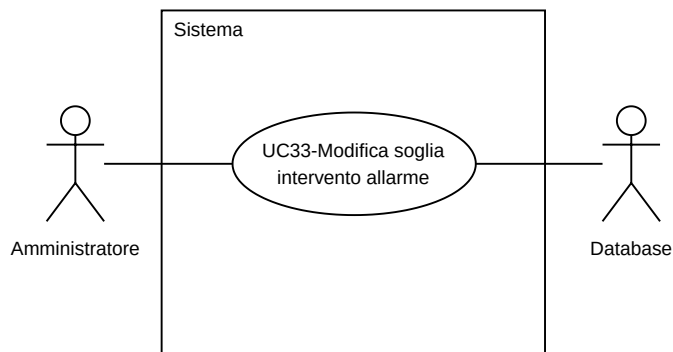 Sistema
UC33-Modifica soglia
intervento allarme
Amministratore
Database